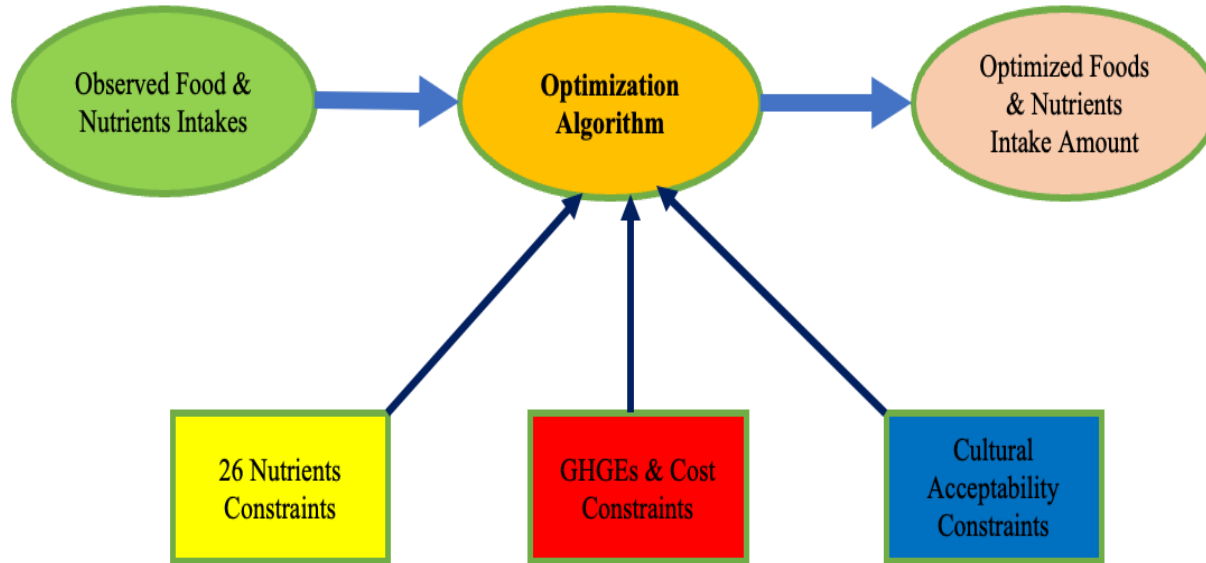 Observed Food &
Nutrients Intakes
Optimization
Algorithm
Optimized Foods
& Nutrients
Intake Amount
26 Nutrients
Constraints
GHGEs & Cost
Constraints
Cultural
Acceptability
Constraints